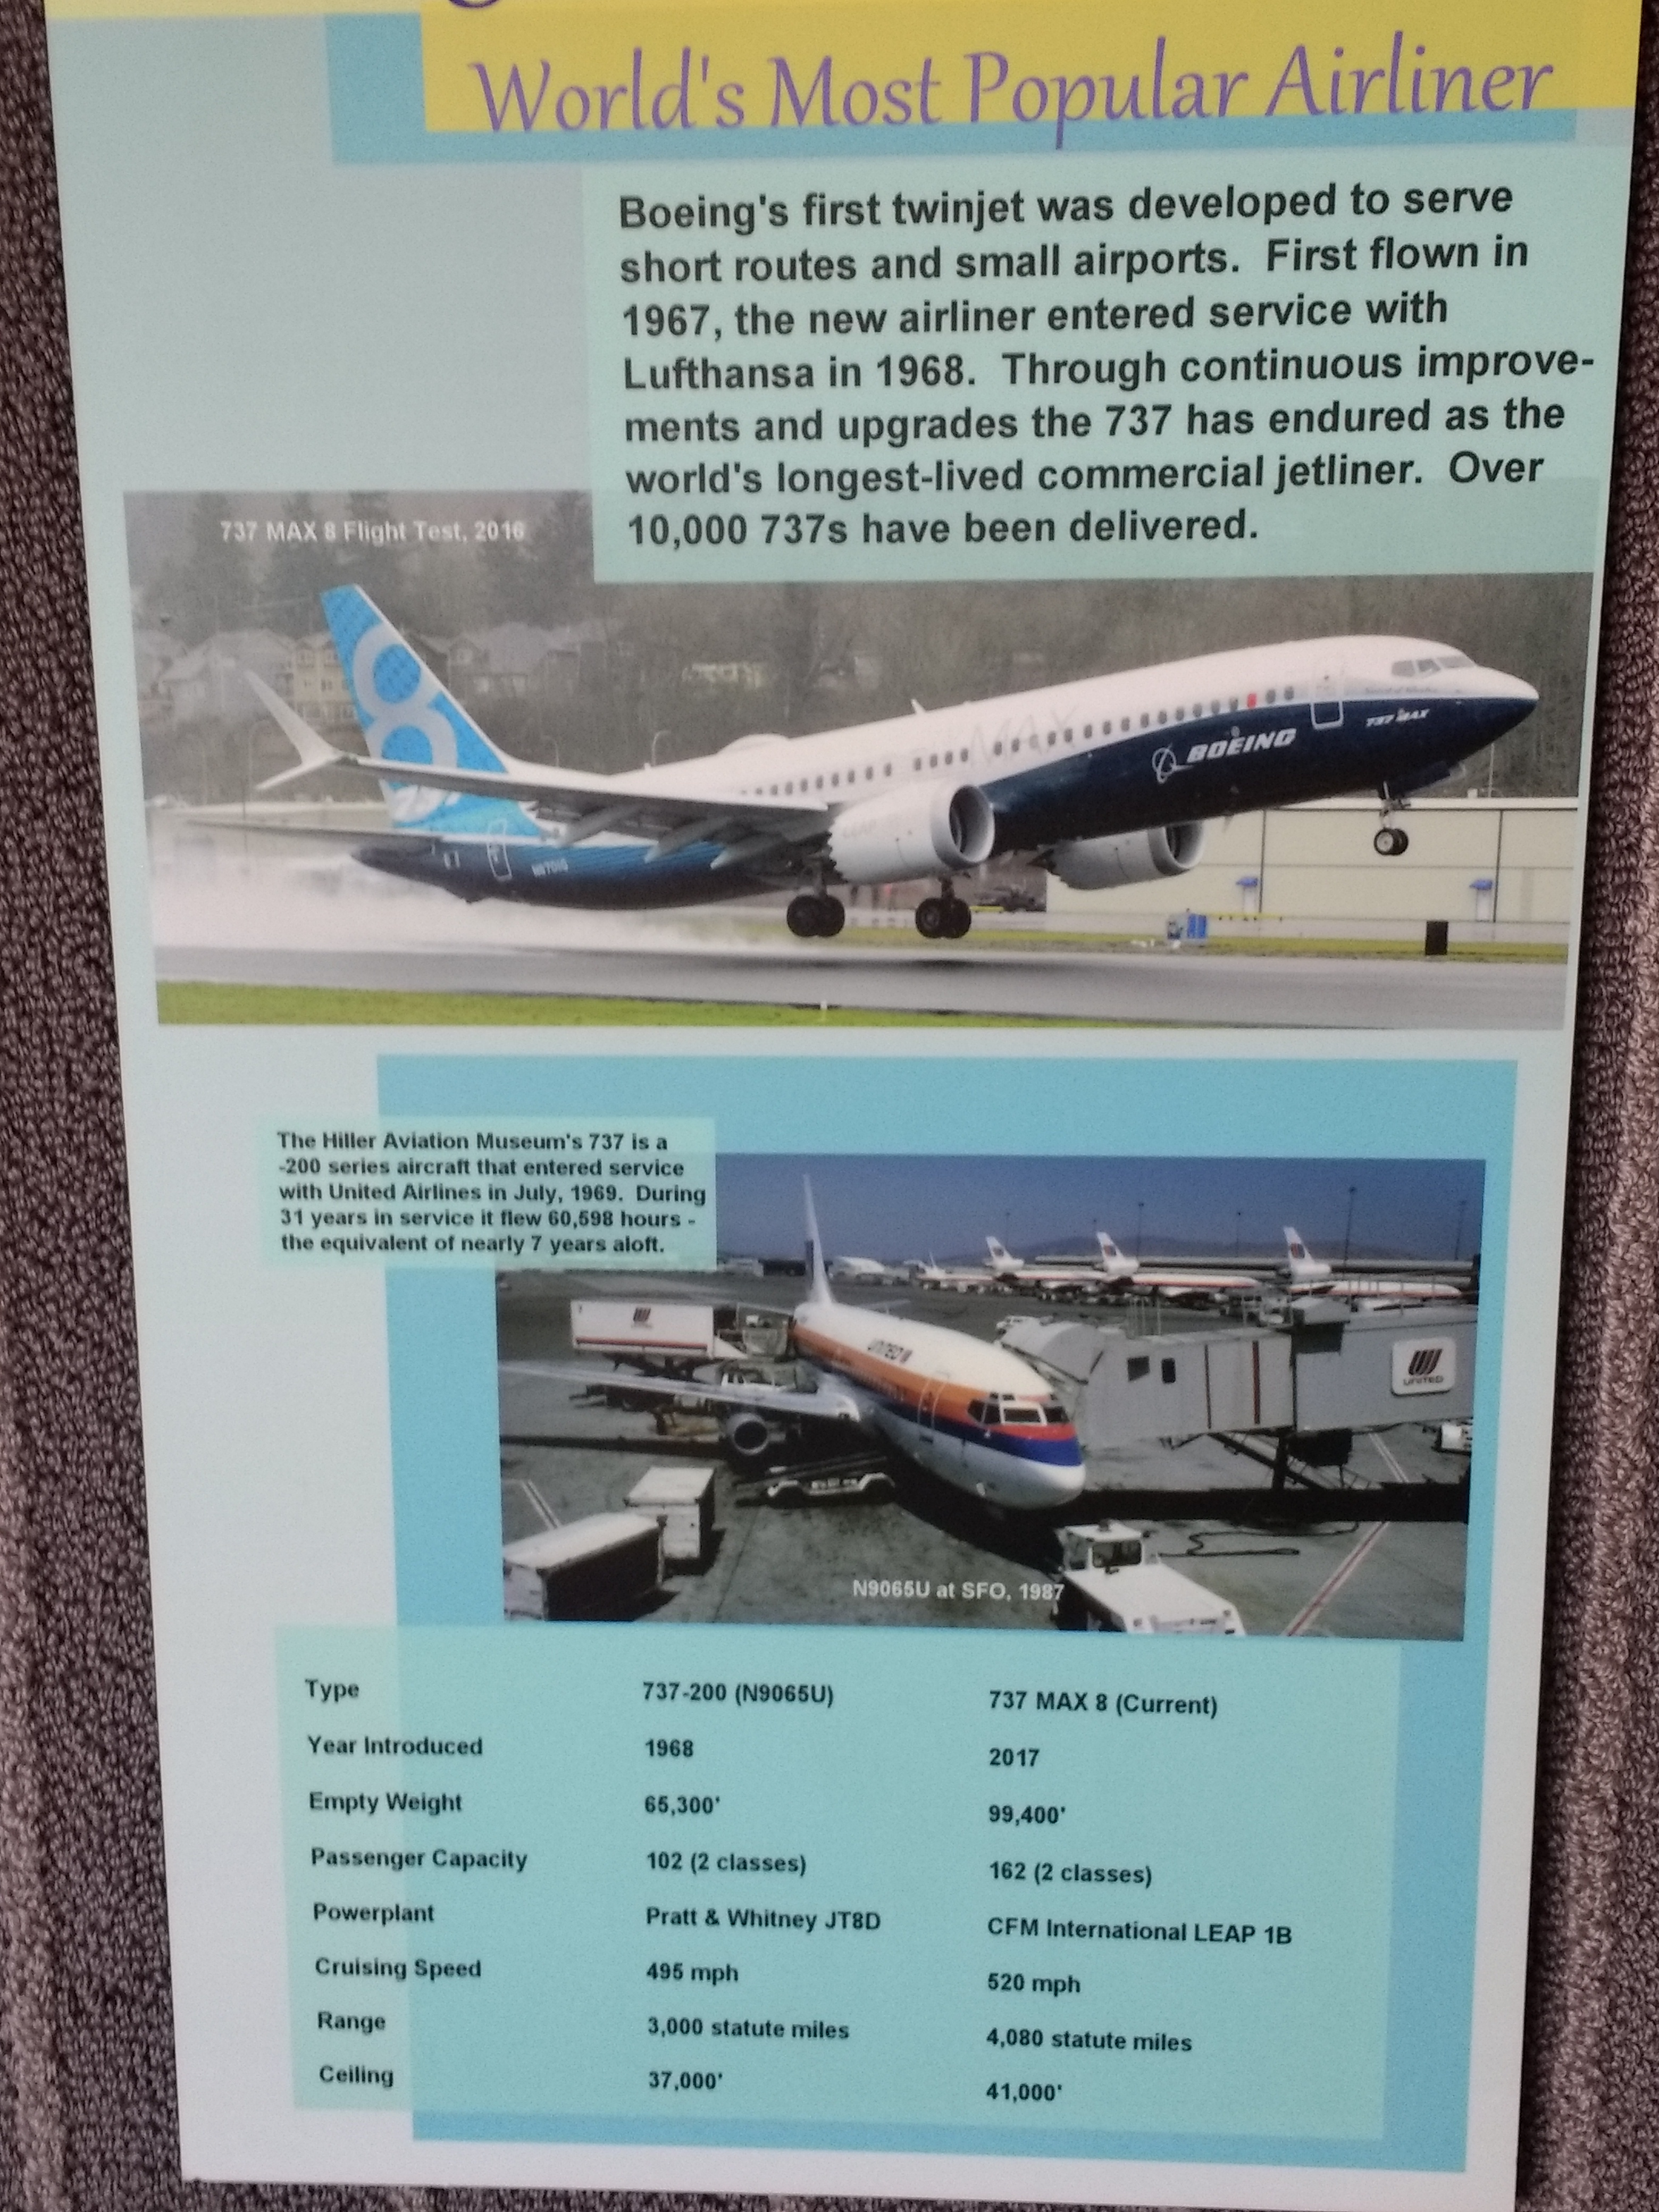 World's Most Popular Airliner
Boeing's first twinjet was developed to serve
short routes and small airports.  First flown in
1967, the new airliner entered service with
Lufthansa in 1968.  Through continuous improve-
ments and upgrades the 737 has endured as the
world's longest-lived commercial jetliner.  Over
10,000 737s have been delivered.
737 MAX 8 Flight Test, 2016
8
BOEING
737 MAX
The Hiller Aviation Museum's 737 is a
-200 series aircraft that entered service
with United Airlines in July, 1969.  During
31 years in service it flew 60,598 hours -
the equivalent of nearly 7 years aloft.
UNITED
UNITED
N9065U at SFO, 1987
Type 737-200 (N9065U) 737 MAX 8 (Current)
Year Introduced 1968 2017
Empty Weight 65,300' 99,400'
Passenger Capacity 102 (2 classes) 162 (2 classes)
Powerplant Pratt & Whitney JT8D CFM International LEAP 1B
Cruising Speed 495 mph 520 mph
Range 3,000 statute miles 4,080 statute miles
Ceiling 37,000' 41,000'